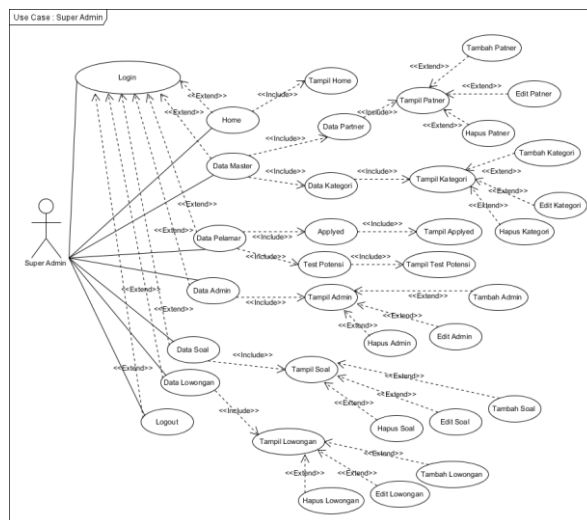 Use Case : Super Admin
Login
Tambah Patner
<<Extend>>
Edit Patner
<<Extend>>
Tampil Home
<<Include>>
Tampil Patner
<<Extend>>
Home
<<Extend>>
<<Extend>>
Hapus Patner
<<Include>>
Data Partner
<<Include>>
Tambah Kategori
<<Extend>>
Data Master
<<Include>>
Data Kategori
<<Include>>
Tampil Kategori
<<Extend>>
Edit Kategori
<<Extend>>
Hapus Kategori
<<Extend>>
Super Admin
<<Extend>>
Data Pelamar
<<Include>>
Applyed
<<Include>>
Tampil Applyed
<<Include>>
Test Potensi
<<Include>>
Tampil Test Potensi
<<Extend>>
Data Admin
<<Include>>
Tampil Admin
<<Extend>>
Tambah Admin
<<Extend>>
<<Extend>>
<<Extend>>
Edit Admin
Hapus Admin
<<Extend>>
Data Soal
<<Include>>
Tampil Soal
<<Extend>>
Data Lowongan
<<Extend>>
<<Extend>>
Tambah Soal
Logout
<<Include>>
Hapus Soal
Edit Soal
Tampil Lowongan
<<Extend>>
<<Extend>>
<<Extend>>
Tambah Lowongan
Hapus Lowongan
Edit Lowongan